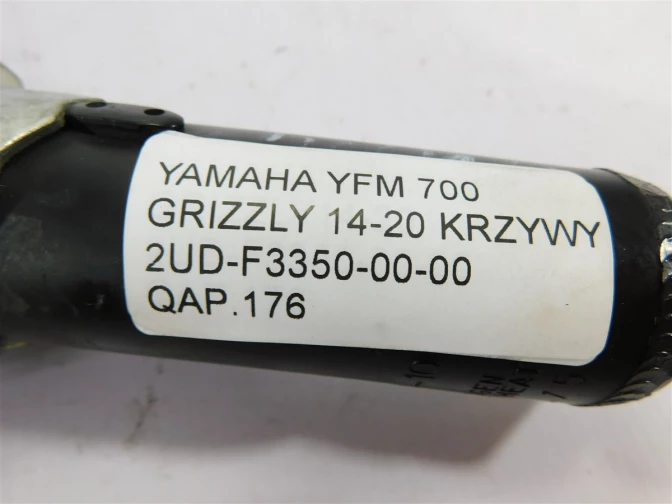 YAMAHA YFM 700
GRIZZLY 14-20 KRZYWY
2UD-F3350-00-00
QAP.176